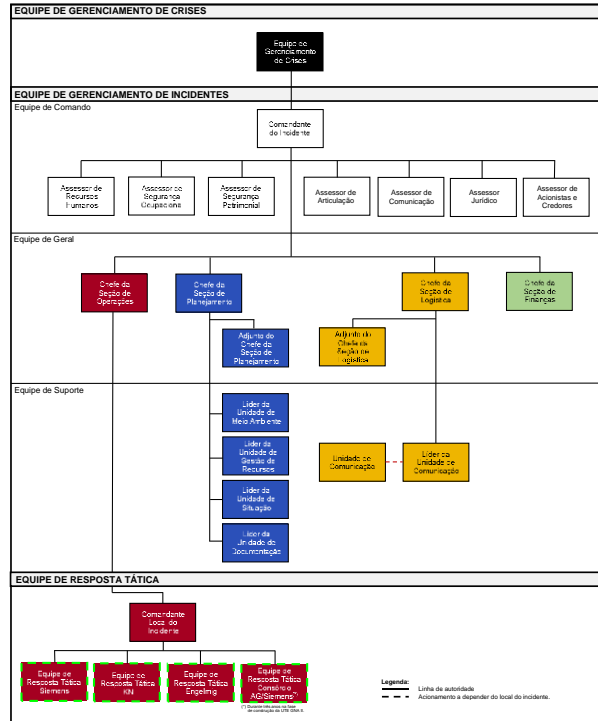 EQUIPE DE GERENCIAMENTO DE CRISES
Equipe de
Gerenciamento
de Crises
EQUIPE DE GERENCIAMENTO DE INCIDENTES
Equipe de Comando
Comandante
do Incidente
Assessor de
Recursos
Humanos
Assessor de
Segurança
Ocupacional
Assessor de
Segurança
Patrimonial
Assessor de
Articulação
Assessor de
Comunicação
Assessor
Jurídico
Assessor de
Acionistas e
Credores
Equipe de Geral
Chefe da
Seção de
Operações
Chefe da
Seção de
Planejamento
Chefe da
Seção de
Logística
Chefe da
Seção de
Finanças
Adjunto do
Chefe da
Seção de
Planejamento
Adjunto do
Chefe da
Seção de
Logística
Equipe de Suporte
Líder da
Unidade de
Meio Ambiente
Líder da
Unidade de
Gestão de
Recursos
Unidade de
Comunicação
Líder da
Unidade de
Comunicação
Líder da
Unidade de
Situação
Líder da
Unidade de
Documentação
EQUIPE DE RESPOSTA TÁTICA
Comandante
Local do
Incidente
Equipe de
Resposta Tática
Siemens
Equipe de
Resposta Tática
KN
Equipe de
Resposta Tática
Engelmig
Equipe de
Resposta Tática
Consórcio
AG/Siemens(*)
(*) Durante
de construção da UTE GNA II.
Legenda:
Linha de autoridade
Acionamento a depender do local do incidente.